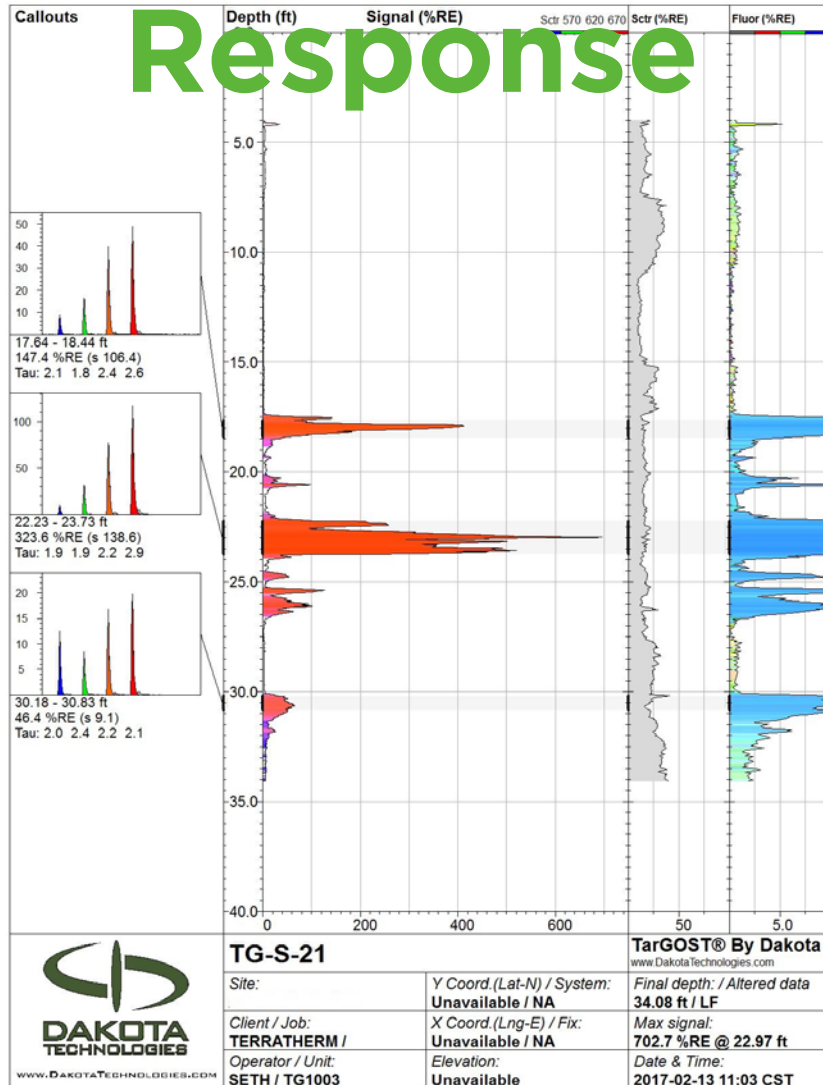 Callouts
Depth (ft) Signal (%RE) Sctr 570 620 670 Sctr (%RE) Fluor (%RE)
Response
5.0
10.0
15.0
20.0
25.0
30.0
35.0
40.0
50
40
30
20
10
17.64 - 18.44 ft
147.4 %RE (s 106.4)
Tau: 2.1 1.8 2.4 2.6
100
50
22.23 - 23.73 ft
323.6 %RE (s 138.6)
Tau: 1.9 1.9 2.2 2.9
20
15
10
5
30.18 - 30.83 ft
46.4 %RE (s 9.1)
Tau: 2.0 2.4 2.2 2.1
0 200 400 600 50 5.0
DAKOTA
TECHNOLOGIES
WWW.DAKOTATECHNOLOGIES.COM
TG-S-21
TarGOST® By Dakota
www.DakotaTechnologies.com
Site:
Y Coord.(Lat-N) / System:
Unavailable / NA
Final depth: / Altered data
34.08 ft / LF
Client / Job:
TERRATHERM /
X Coord.(Lng-E) / Fix:
Unavailable / NA
Max signal:
702.7 %RE @ 22.97 ft
Operator / Unit:
SETH / TG1003
Elevation:
Unavailable
Date & Time:
2017-02-13 11:03 CST